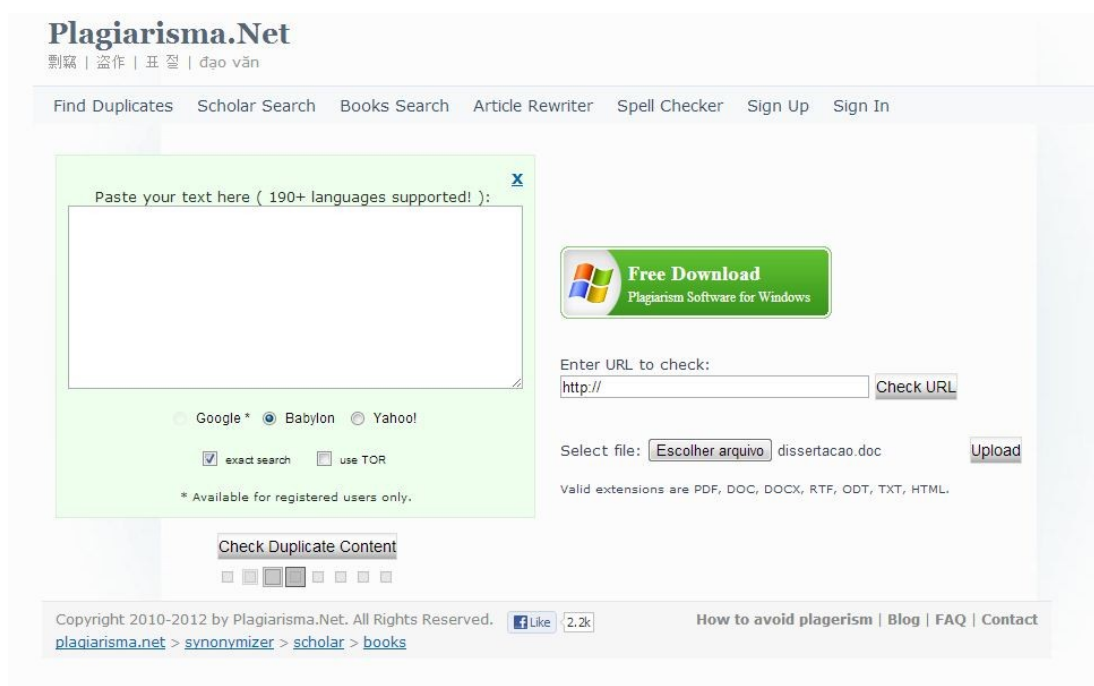 Plagiarisma.Net
剽竊 | 盗作 | 표 절 | đạo văn
Find Duplicates Scholar Search Books Search Article Rewriter Spell Checker Sign Up Sign In
X
Paste your text here ( 190+ languages supported! ):
Google * Babylon Yahoo!
exact search use TOR
* Available for registered users only.
Check Duplicate Content
Free Download
Plagiarism Software for Windows
Enter URL to check:
http:// Check URL
Select file: Escolher arquivo dissertacao.doc Upload
Valid extensions are PDF, DOC, DOCX, RTF, ODT, TXT, HTML.
Copyright 2010-2012 by Plagiarisma.Net. All Rights Reserved. Like 2.2k How to avoid plagerism | Blog | FAQ | Contact
plagiarisma.net > synonymizer > scholar > books